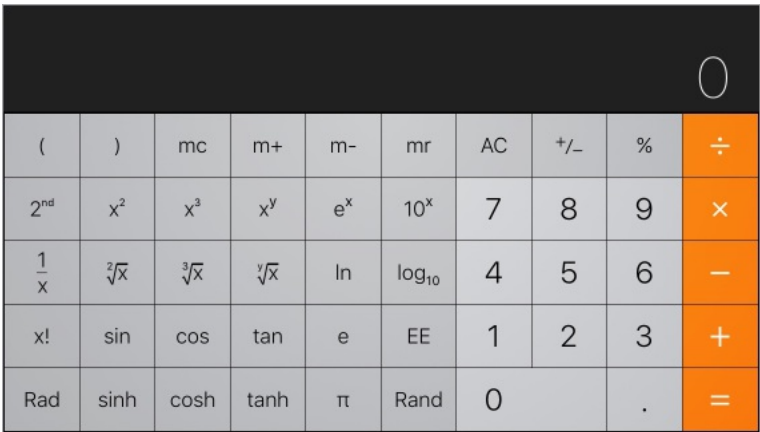 0
( ) mc m+ m- mr AC +/- % ÷
2ⁿᵈ x² x³ xʸ eˣ 10ˣ 7 8 9 ×
1/x ²√x ³√x ʸ√x ln log₁₀ 4 5 6 −
x! sin cos tan e EE 1 2 3 +
Rad sinh cosh tanh π Rand 0 . =